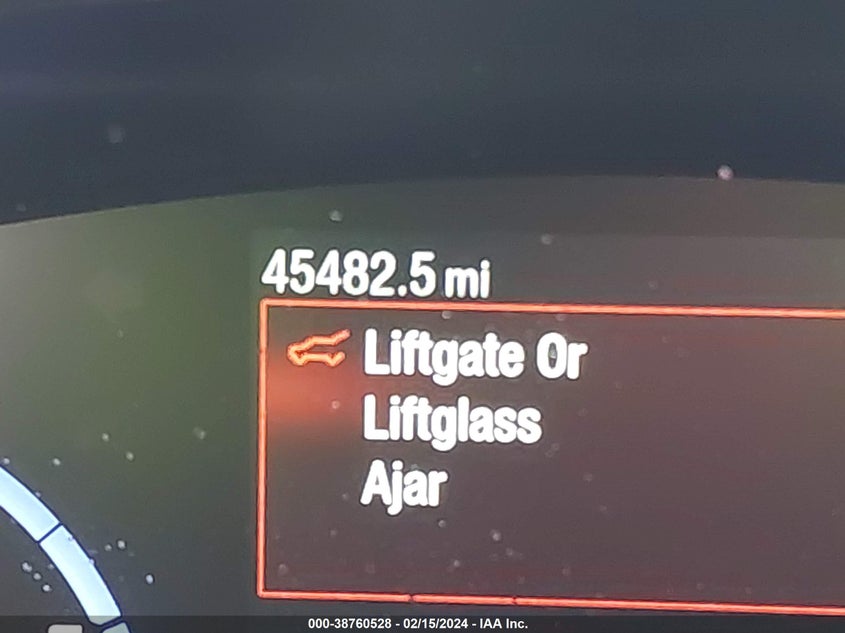 45482.5 mi
Liftgate Or
Liftglass
Ajar
000-38760528 - 02/15/2024 - IAA Inc.